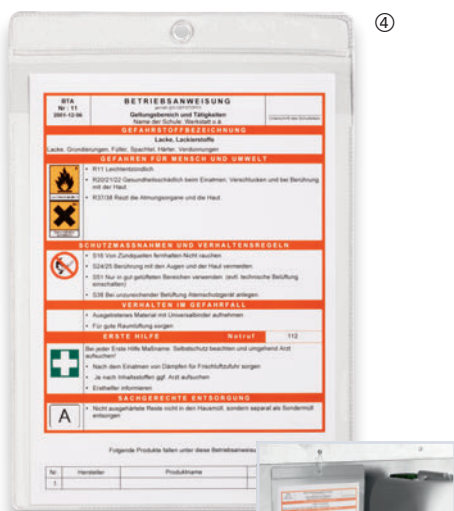 ④
BTA
Nr : 11
2001-12/06
BETRIEBSANWEISUNG
Geltungsbereich und Tätigkeiten
Name der Schule: Werkstatt o.ä.
GEFAHRSTOFFBEZEICHNUNG
Lacke, Lackierstoffe
Lacke, Grundierungen, Füller, Spachtel, Härter, Verdünnungen
GEFAHREN FÜR MENSCH UND UMWELT
• R11 Leichtentzündlich.
• R20/21/22 Gesundheitsschädlich beim Einatmen, Verschlucken und bei Berührung
mit der Haut.
• R37/38 Reizt die Atmungsorgane und die Haut.
SCHUTZMASSNAHMEN UND VERHALTENSREGELN
• S16 Von Zündquellen fernhalten-Nicht rauchen
• S24/25 Berührung mit den Augen und der Haut vermeiden.
• S51 Nur in gut gelüfteten Bereichen verwenden. (evtl. technische Belüftung
einschalten)
• S38 Bei unzureichender Belüftung Atemschutzgerät anlegen.
VERHALTEN IM GEFAHRFALL
• Ausgetretenes Material mit Universalbinder aufnehmen.
• Für gute Raumlüftung sorgen
ERSTE HILFE Notruf 112
Bei jeder Erste Hilfe Maßname: Selbstschutz beachten und umgehend Arzt
aufsuchen!
• Nach dem Einatmen von Dämpfen für Frischluftzufuhr sorgen
• Je nach Inhaltsstoffen ggf. Arzt aufsuchen
• Ersthelfer informieren
SACHGERECHTE ENTSORGUNG
A
• Nicht ausgehärtete Reste nicht in den Hausmüll, sondern separat als Sondermüll
entsorgen
Folgende Produkte fallen unter diese Betriebsanweisu
Nr. Hersteller Produktname
1.